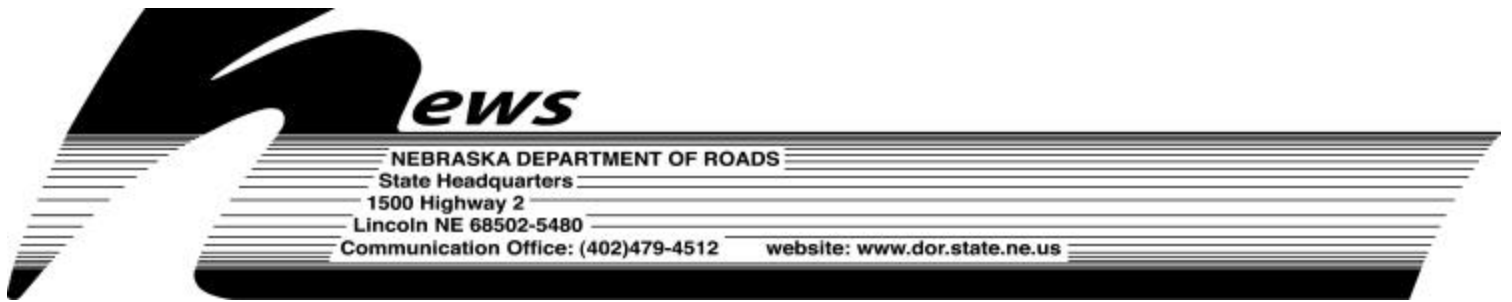 news
NEBRASKA DEPARTMENT OF ROADS
State Headquarters
1500 Highway 2
Lincoln NE 68502-5480
Communication Office: (402)479-4512 website: www.dor.state.ne.us